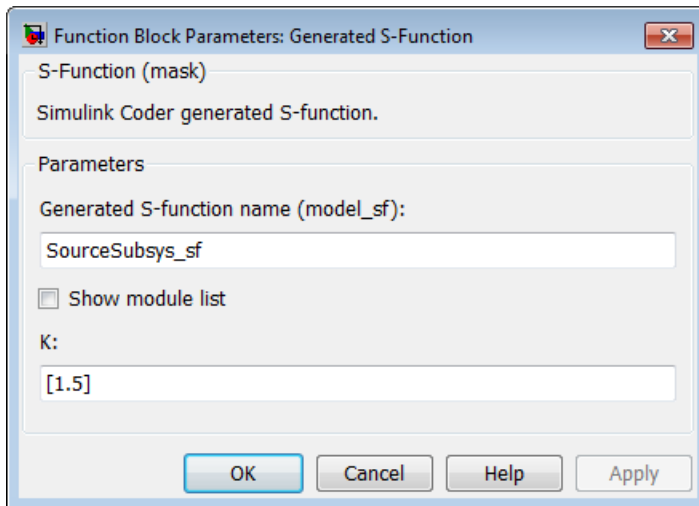 Function Block Parameters: Generated S-Function
S-Function (mask)
Simulink Coder generated S-function.
Parameters
Generated S-function name (model_sf):
SourceSubsys_sf
Show module list
K:
[1.5]
OK Cancel Help Apply